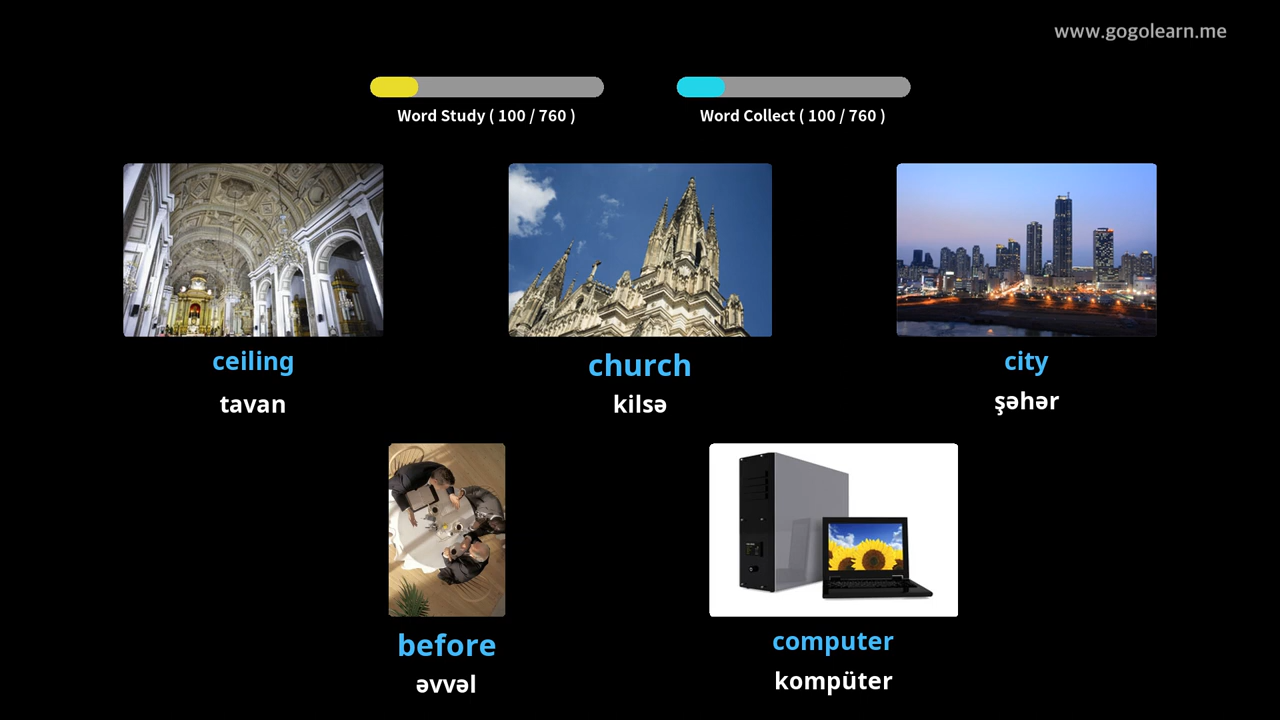 www.gogolearn.me
Word Study ( 100 / 760 )
Word Collect ( 100 / 760 )
ceiling
tavan
church
kilsə
city
şəhər
before
əvvəl
computer
kompüter